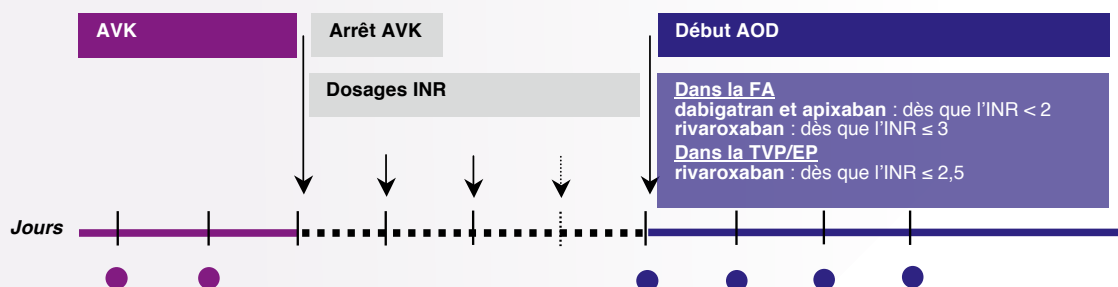 AVK
Arrêt AVK
Début AOD
Dosages INR
Dans la FA
dabigatran et apixaban : dès que l'INR < 2
rivaroxaban : dès que l'INR ≤ 3
Dans la TVP/EP
rivaroxaban : dès que l'INR ≤ 2,5
Jours